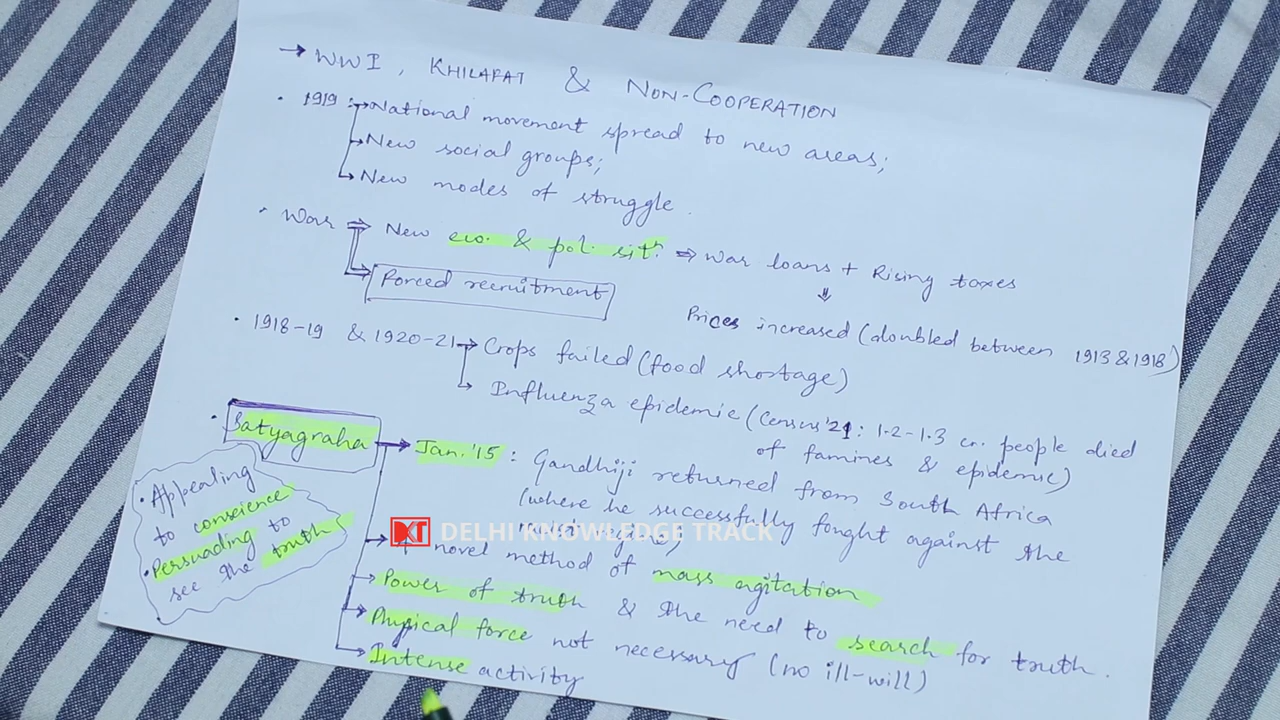 → WWI, KHILAFAT & NON-COOPERATION
· 1919 :→ National movement spread to new areas;
→ New social groups;
→ New modes of struggle.
· War ⇒ New eco. & pol. sitⁿ. ⇒ War loans + Rising taxes
⇓
⇒ Forced recruitment
Prices increased (doubled between 1913 & 1918)
· 1918-19 & 1920-21 → Crops failed (food shortage)
→ Influenza epidemic (Census '21: 1.2-1.3 cr. people died
of famines & epidemic)
· Satyagraha → Jan. '15 : Gandhiji returned from South Africa
(where he successfully fought against the
DELHI KNOWLEDGE TRACK
→ novel method of mass agitation
→ Power of truth & the need to search for truth.
→ Physical force not necessary (no ill-will)
→ Intense activity
· Appealing
to conscience
· Persuading to
see the truth